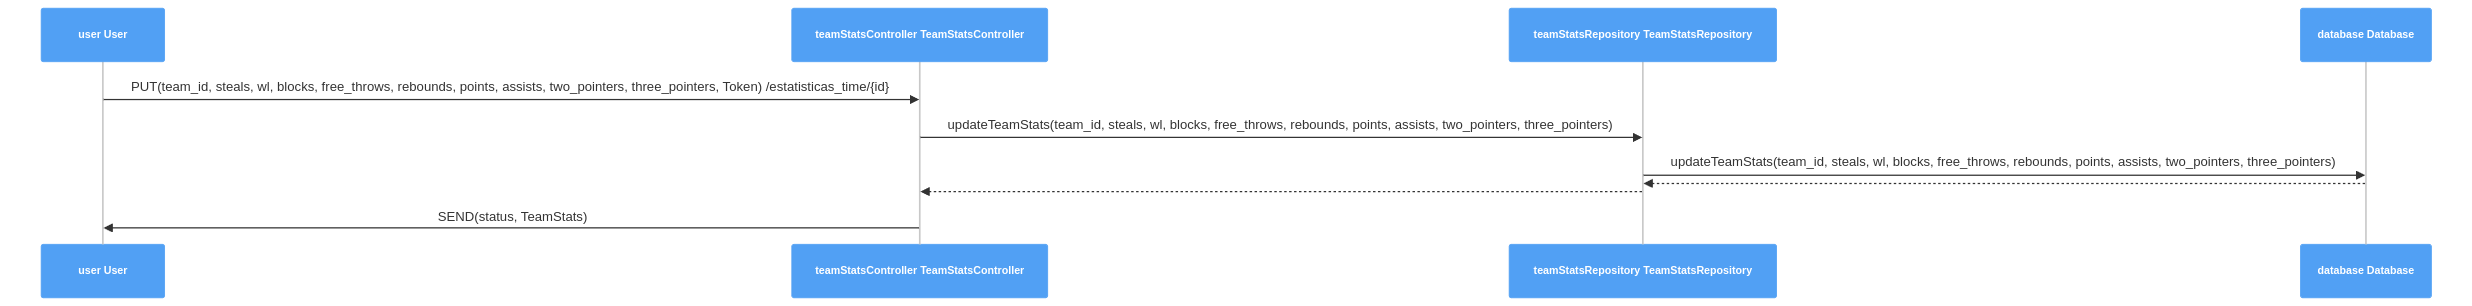 user User
teamStatsController TeamStatsController
teamStatsRepository TeamStatsRepository
database Database
PUT(team_id, steals, wl, blocks, free_throws, rebounds, points, assists, two_pointers, three_pointers, Token) /estatisticas_time/{id}
updateTeamStats(team_id, steals, wl, blocks, free_throws, rebounds, points, assists, two_pointers, three_pointers)
updateTeamStats(team_id, steals, wl, blocks, free_throws, rebounds, points, assists, two_pointers, three_pointers)
SEND(status, TeamStats)
user User
teamStatsController TeamStatsController
teamStatsRepository TeamStatsRepository
database Database